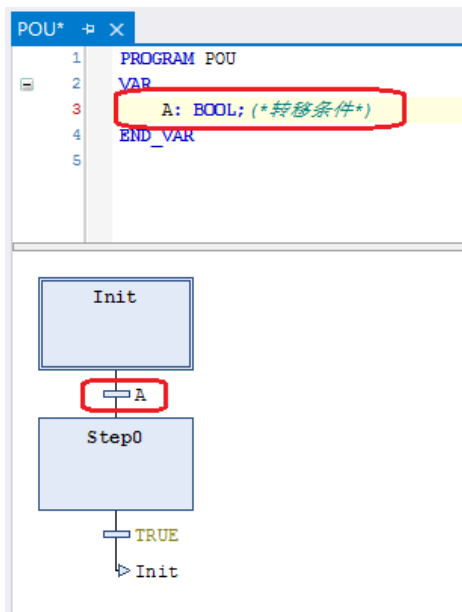 POU*
1 PROGRAM POU
2 VAR
3 A: BOOL;(*转移条件*)
4 END_VAR
5
Init
A
Step0
TRUE
Init